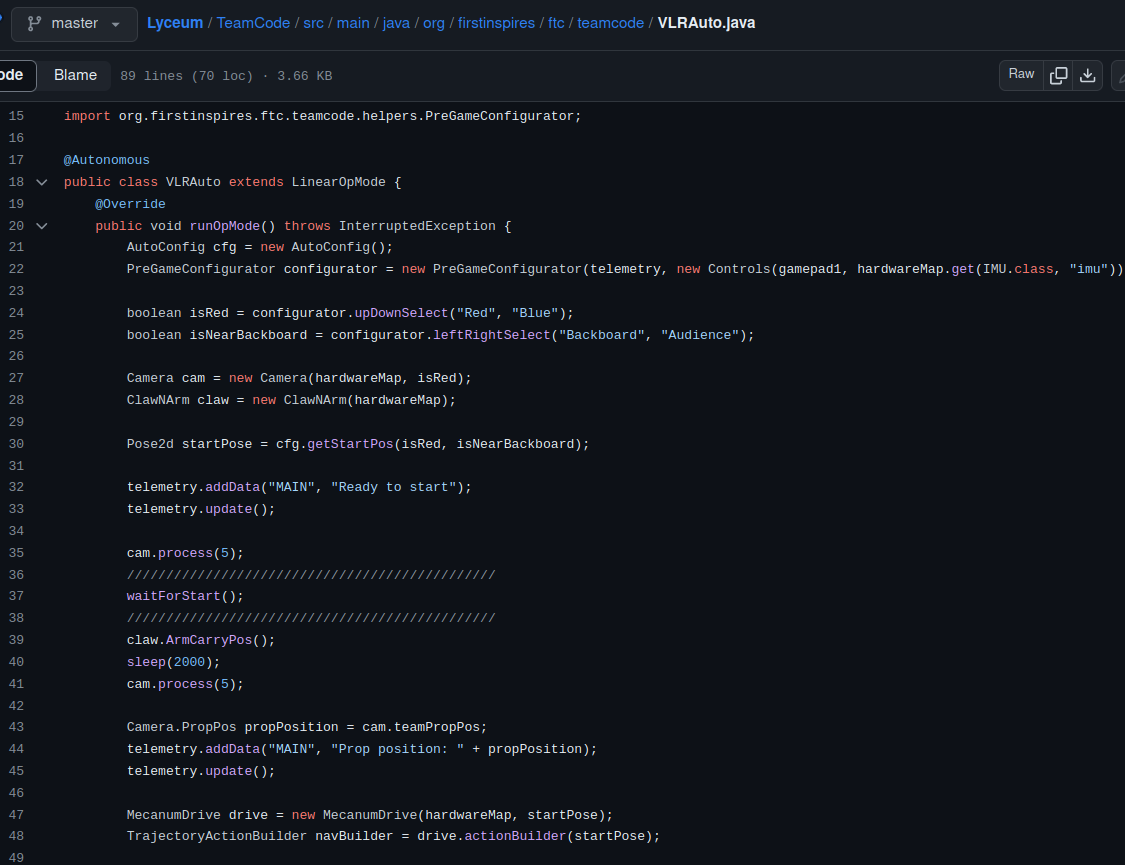 master
Lyceum / TeamCode / src / main / java / org / firstinspires / ftc / teamcode / VLRAuto.java
ode Blame 89 lines (70 loc) · 3.66 KB Raw
15 import org.firstinspires.ftc.teamcode.helpers.PreGameConfigurator;
16
17 @Autonomous
18 public class VLRAuto extends LinearOpMode {
19 @Override
20 public void runOpMode() throws InterruptedException {
21 AutoConfig cfg = new AutoConfig();
22 PreGameConfigurator configurator = new PreGameConfigurator(telemetry, new Controls(gamepad1, hardwareMap.get(IMU.class, "imu"))
23
24 boolean isRed = configurator.upDownSelect("Red", "Blue");
25 boolean isNearBackboard = configurator.leftRightSelect("Backboard", "Audience");
26
27 Camera cam = new Camera(hardwareMap, isRed);
28 ClawNArm claw = new ClawNArm(hardwareMap);
29
30 Pose2d startPose = cfg.getStartPos(isRed, isNearBackboard);
31
32 telemetry.addData("MAIN", "Ready to start");
33 telemetry.update();
34
35 cam.process(5);
36 ///////////////////////////////////////////////
37 waitForStart();
38 ///////////////////////////////////////////////
39 claw.ArmCarryPos();
40 sleep(2000);
41 cam.process(5);
42
43 Camera.PropPos propPosition = cam.teamPropPos;
44 telemetry.addData("MAIN", "Prop position: " + propPosition);
45 telemetry.update();
46
47 MecanumDrive drive = new MecanumDrive(hardwareMap, startPose);
48 TrajectoryActionBuilder navBuilder = drive.actionBuilder(startPose);
49